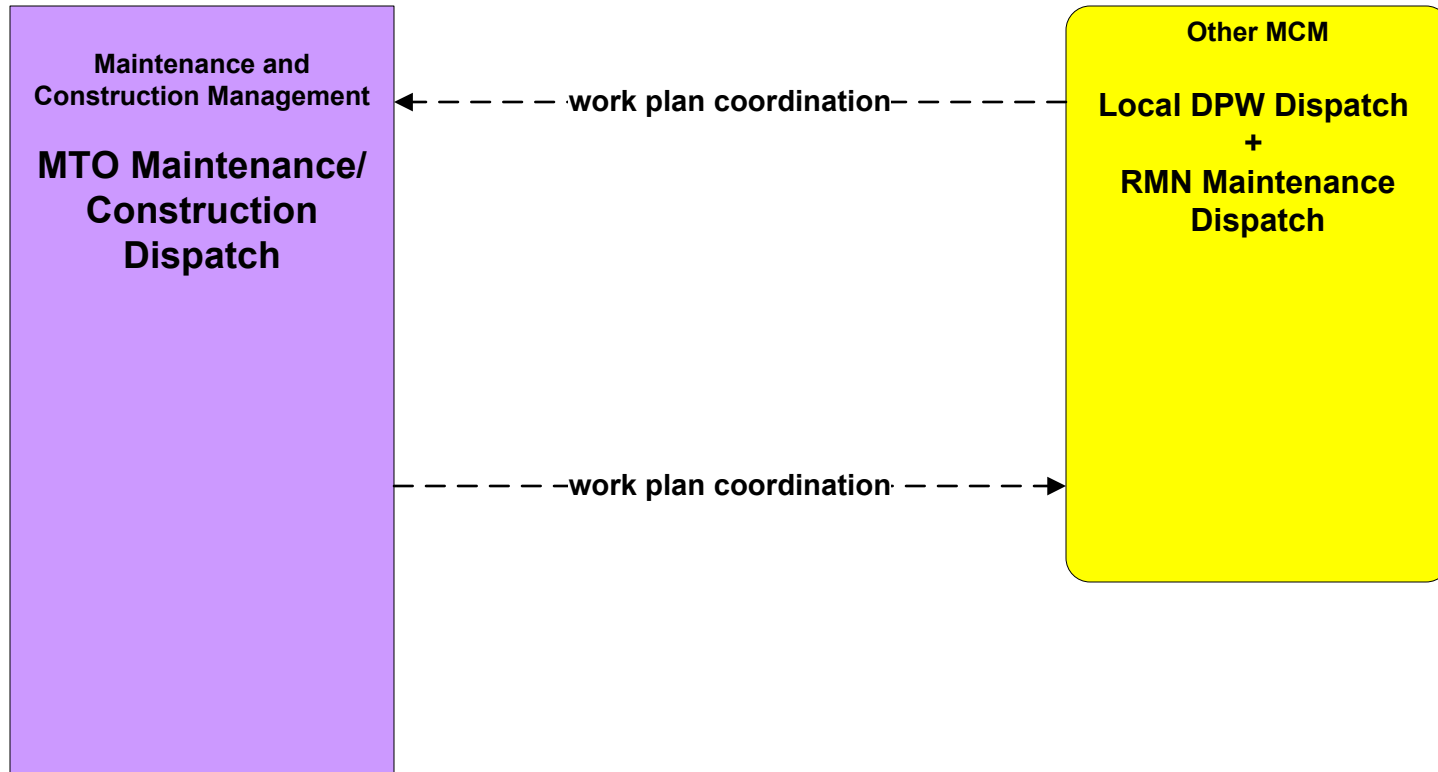 Maintenance and
Construction Management
MTO Maintenance/
Construction
Dispatch
work plan coordination
Other MCM
Local DPW Dispatch
+
RMN Maintenance
Dispatch
work plan coordination